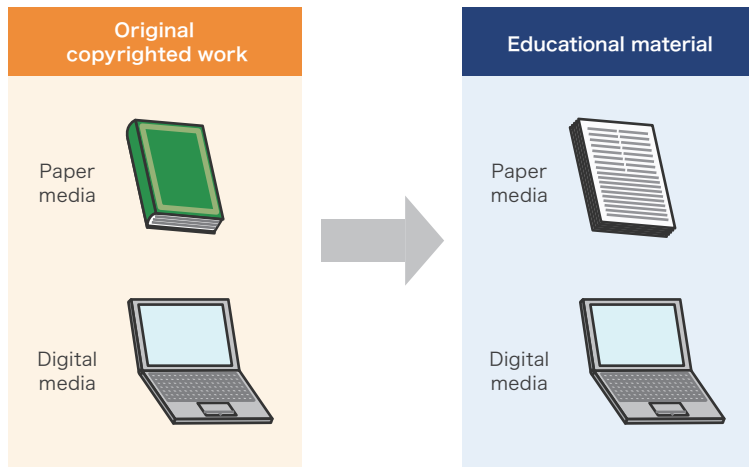 Original
copyrighted work
Paper
media
Digital
media
Educational material
Paper
media
Digital
media